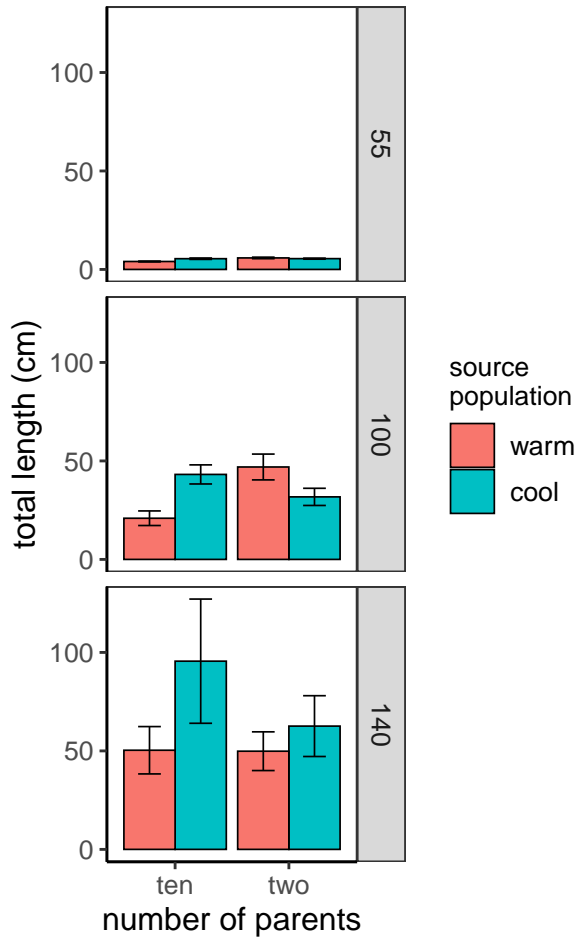 total length (cm)
100
50
0
55
100
50
0
100
100
50
0
140
ten two
number of parents
source
population
warm
cool